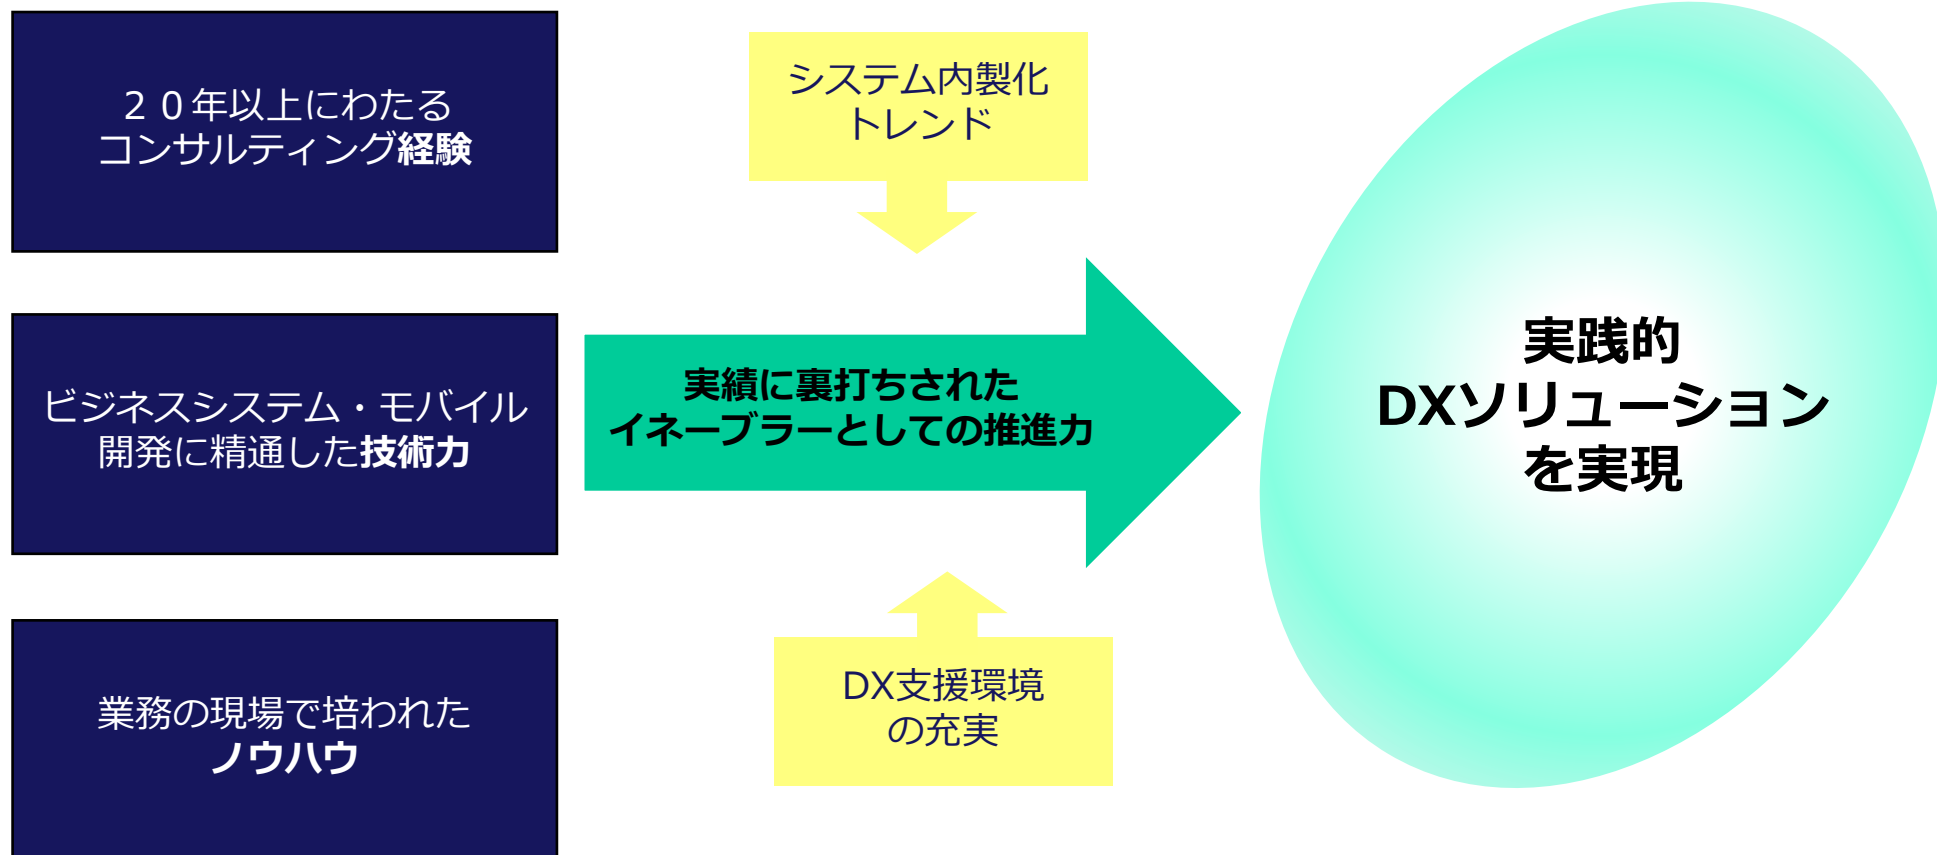 ２０年以上にわたる
コンサルティング経験
ビジネスシステム・モバイル
開発に精通した技術力
業務の現場で培われた
ノウハウ
システム内製化
トレンド
実績に裏打ちされた
イネーブラーとしての推進力
DX支援環境
の充実
実践的
DXソリューション
を実現